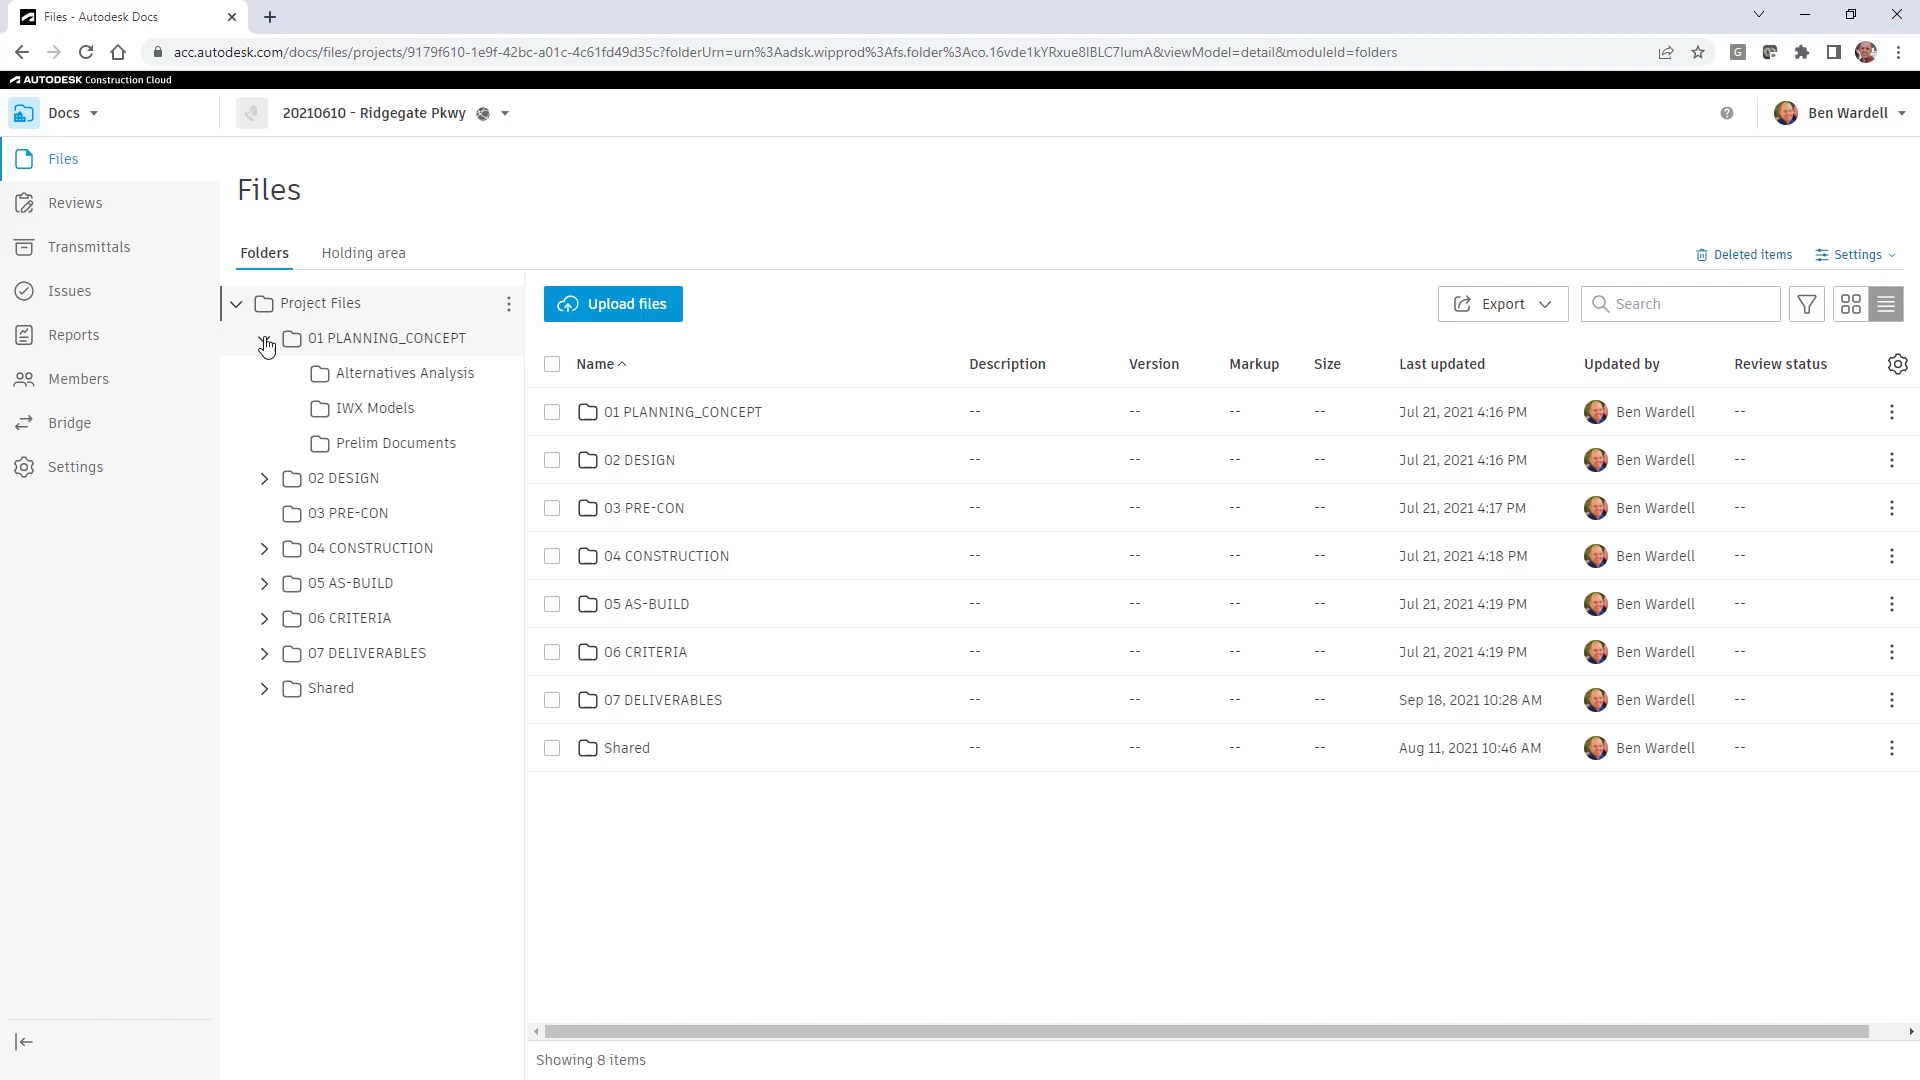 Files - Autodesk Docs
acc.autodesk.com/docs/files/projects/9179f610-1e9f-42bc-a01c-4c61fd49d35c?folderUrn=urn%3Aadsk.wipprod%3Afs.folder%3Aco.16vde1kYRxue8lBLC7lumA&viewModel=detail&moduleId=folders
AUTODESK Construction Cloud
Docs
20210610 - Ridgegate Pkwy
Ben Wardell
Files
Reviews
Transmittals
Issues
Reports
Members
Bridge
Settings
Files
Folders Holding area
Deleted items Settings
Project Files
01 PLANNING_CONCEPT
Alternatives Analysis
IWX Models
Prelim Documents
02 DESIGN
03 PRE-CON
04 CONSTRUCTION
05 AS-BUILD
06 CRITERIA
07 DELIVERABLES
Shared
Upload files Export Search
Name Description Version Markup Size Last updated Updated by Review status
01 PLANNING_CONCEPT -- -- -- -- Jul 21, 2021 4:16 PM Ben Wardell --
02 DESIGN -- -- -- -- Jul 21, 2021 4:16 PM Ben Wardell --
03 PRE-CON -- -- -- -- Jul 21, 2021 4:17 PM Ben Wardell --
04 CONSTRUCTION -- -- -- -- Jul 21, 2021 4:18 PM Ben Wardell --
05 AS-BUILD -- -- -- -- Jul 21, 2021 4:19 PM Ben Wardell --
06 CRITERIA -- -- -- -- Jul 21, 2021 4:19 PM Ben Wardell --
07 DELIVERABLES -- -- -- -- Sep 18, 2021 10:28 AM Ben Wardell --
Shared -- -- -- -- Aug 11, 2021 10:46 AM Ben Wardell --
Showing 8 items